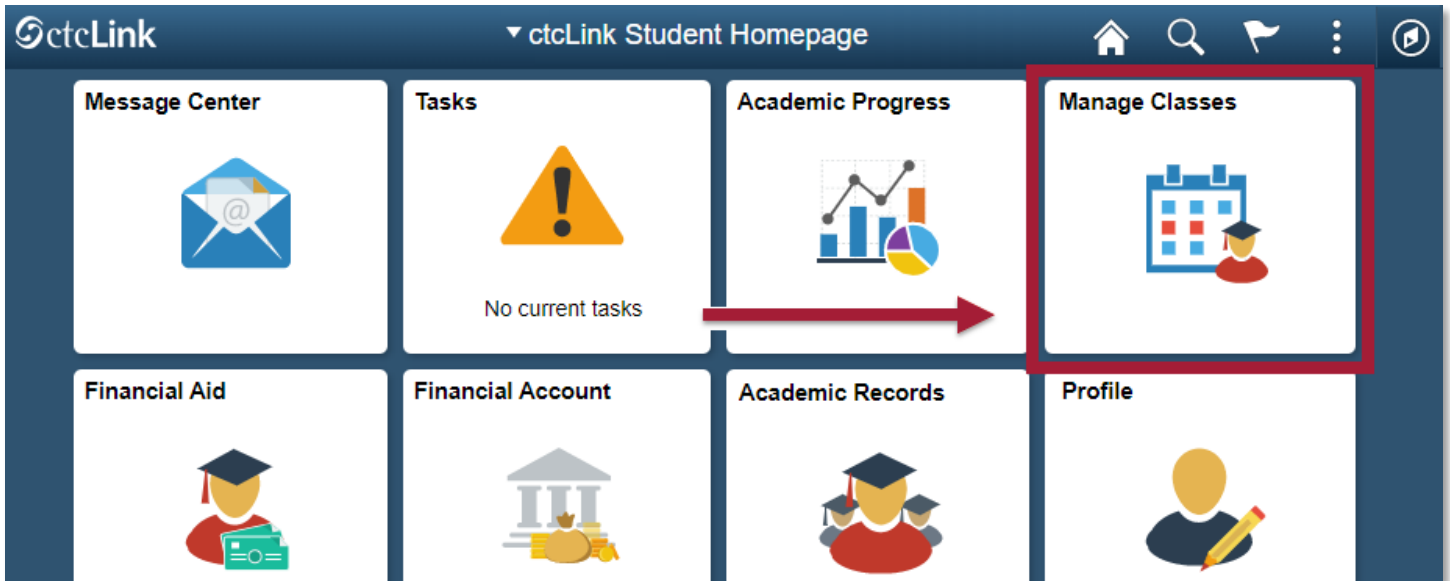 ctcLink
ctcLink Student Homepage
Message Center
Tasks
Academic Progress
Manage Classes
@
No current tasks
Financial Aid
Financial Account
Academic Records
Profile